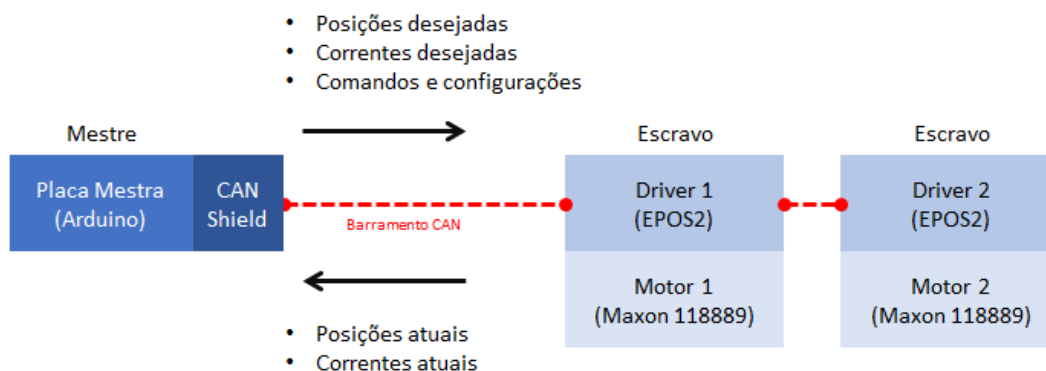 • Posições desejadas
• Correntes desejadas
• Comandos e configurações
Mestre
Escravo
Escravo
Placa Mestra
(Arduino)
CAN
Shield
Barramento CAN
Driver 1
(EPOS2)
Driver 2
(EPOS2)
Motor 1
(Maxon 118889)
Motor 2
(Maxon 118889)
• Posições atuais
• Correntes atuais